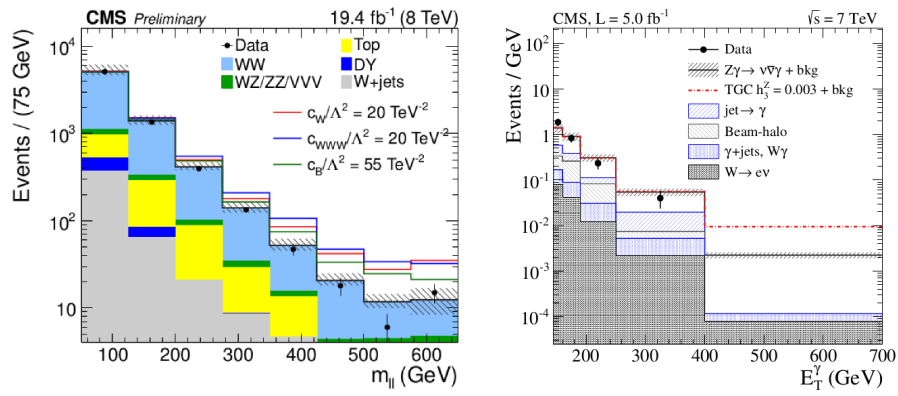 CMS Preliminary 19.4 fb⁻¹ (8 TeV)
Events / (75 GeV)
10⁴
10³
10²
10
Data
WW
WZ/ZZ/VVV
Top
DY
W+jets
c_W/Λ² = 20 TeV⁻²
c_WWW/Λ² = 20 TeV⁻²
c_B/Λ² = 55 TeV⁻²
100 200 300 400 500 600
m_ll (GeV)
CMS, L = 5.0 fb⁻¹ √s = 7 TeV
Events / GeV
10²
10
1
10⁻¹
10⁻²
10⁻³
10⁻⁴
Data
Zγ→ νν̅γ + bkg
TGC h₃ᶻ = 0.003 + bkg
jet→ γ
Beam-halo
γ+jets, Wγ
W→ eν
200 300 400 500 600 700
E_T^γ (GeV)